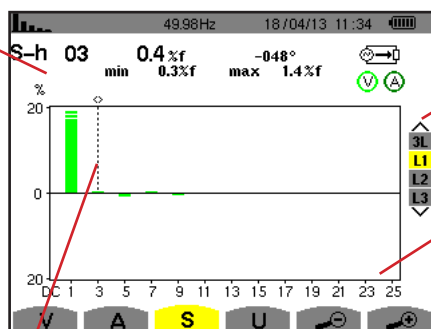 49.98Hz 18/04/13 11:34
S-h 03 0.4 %f -048°
min 0.3%f max 1.4%f
V A
%
20
0
20
3L
L1
L2
L3
DC 1 3 5 7 9 11 13 15 17 19 21 23 25
V A S U